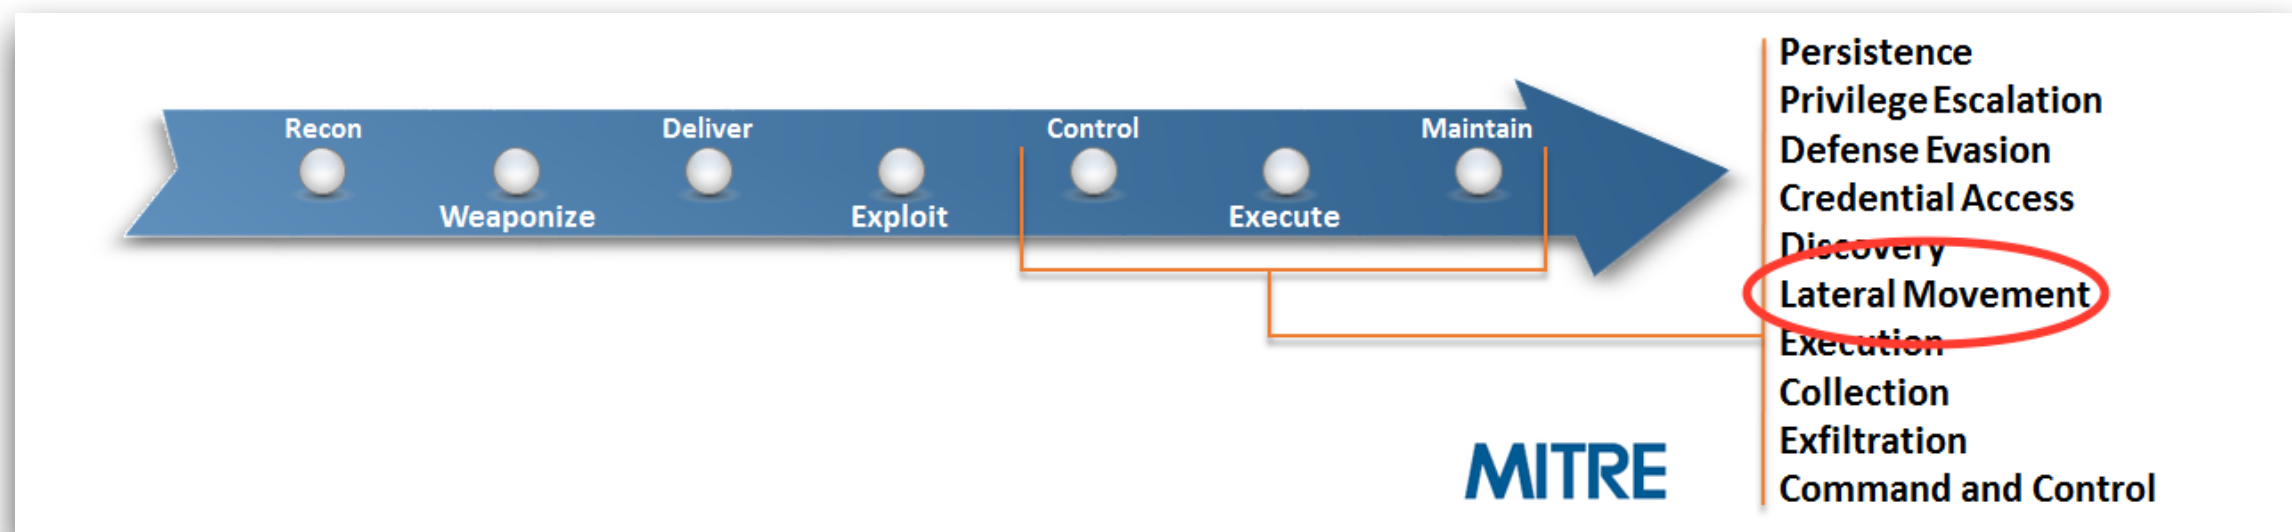 Recon
Weaponize
Deliver
Exploit
Control
Execute
Maintain
Persistence
Privilege Escalation
Defense Evasion
Credential Access
Discovery
Lateral Movement
Execution
Collection
Exfiltration
Command and Control
MITRE